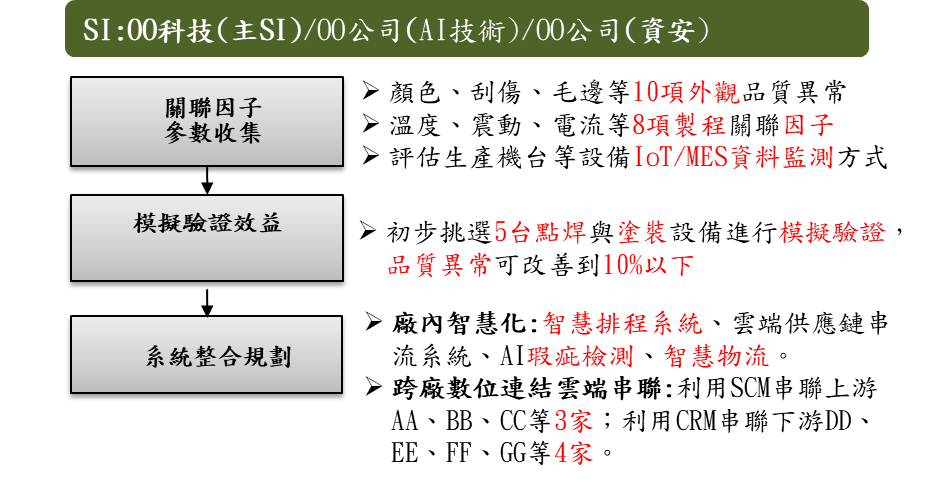 SI:OO科技(主SI)/OO公司(AI技術)/OO公司(資安)
關聯因子
參數收集
➢ 顏色、刮傷、毛邊等10項外觀品質異常
➢ 溫度、震動、電流等8項製程關聯因子
➢ 評估生產機台等設備IoT/MES資料監測方式
模擬驗證效益
➢ 初步挑選5台點焊與塗裝設備進行模擬驗證，
品質異常可改善到10%以下
系統整合規劃
➢ 廠內智慧化:智慧排程系統、雲端供應鏈串
流系統、AI瑕疵檢測、智慧物流。
➢ 跨廠數位連結雲端串聯:利用SCM串聯上游
AA、BB、CC等3家；利用CRM串聯下游DD、
EE、FF、GG等4家。